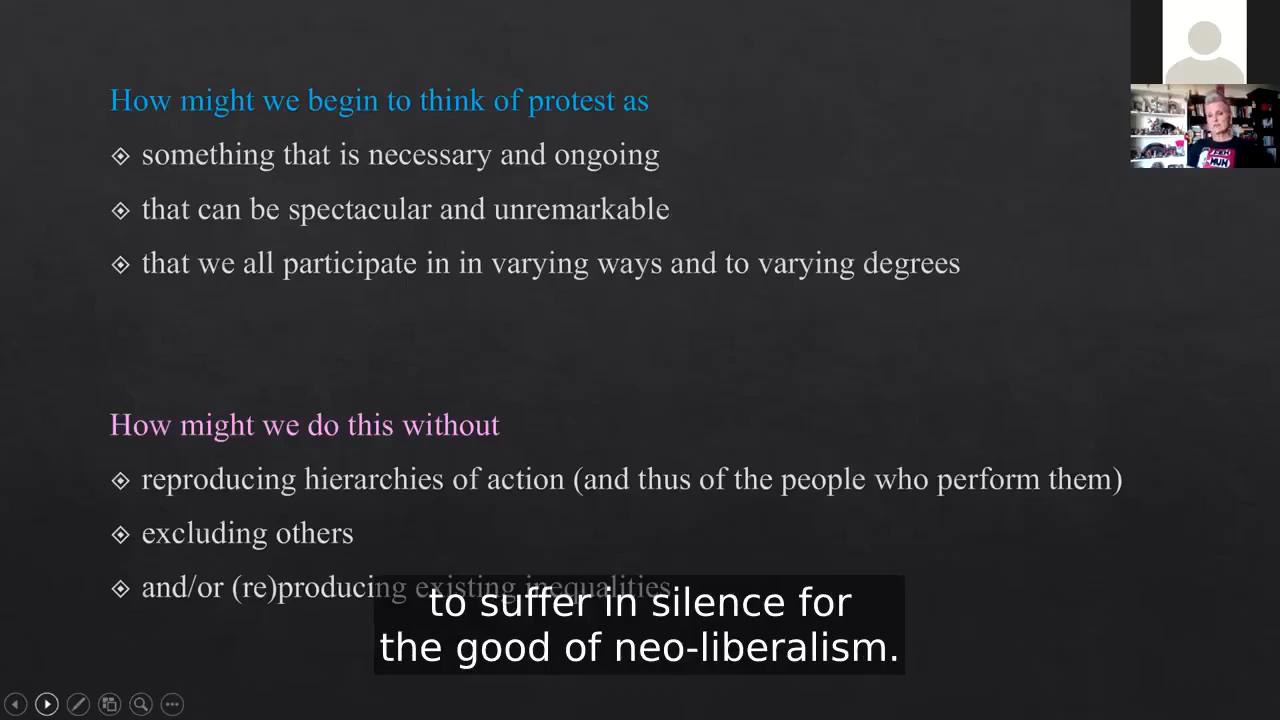 How might we begin to think of protest as
something that is necessary and ongoing
that can be spectacular and unremarkable
that we all participate in in varying ways and to varying degrees
How might we do this without
reproducing hierarchies of action (and thus of the people who perform them)
excluding others
and/or (re)producing existing inequalities
to suffer in silence for
the good of neo-liberalism.